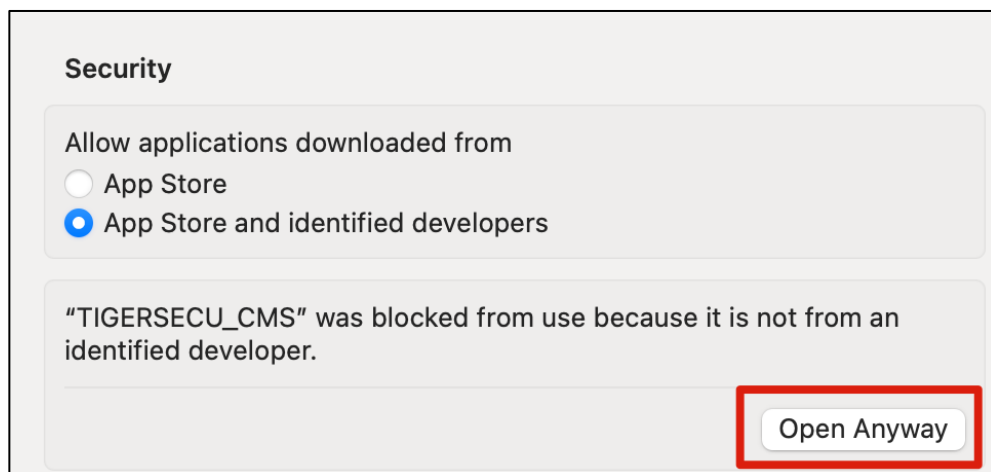 Security
Allow applications downloaded from
App Store
App Store and identified developers
“TIGERSECU_CMS” was blocked from use because it is not from an
identified developer.
Open Anyway